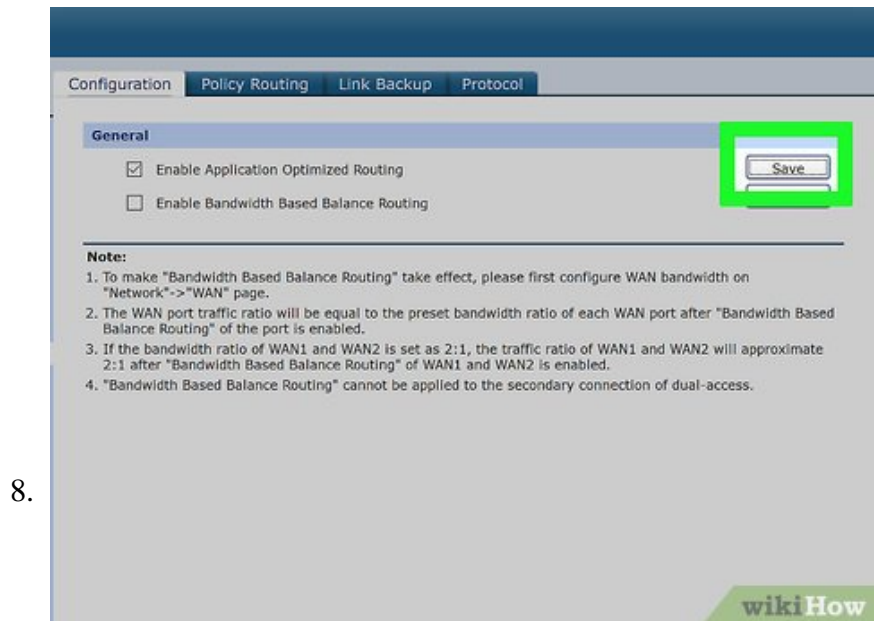 Configuration Policy Routing Link Backup Protocol
General
Enable Application Optimized Routing
Save
Enable Bandwidth Based Balance Routing
Note:
1. To make "Bandwidth Based Balance Routing" take effect, please first configure WAN bandwidth on
"Network"->"WAN" page.
2. The WAN port traffic ratio will be equal to the preset bandwidth ratio of each WAN port after "Bandwidth Based
Balance Routing" of the port is enabled.
3. If the bandwidth ratio of WAN1 and WAN2 is set as 2:1, the traffic ratio of WAN1 and WAN2 will approximate
2:1 after "Bandwidth Based Balance Routing" of WAN1 and WAN2 is enabled.
4. "Bandwidth Based Balance Routing" cannot be applied to the secondary connection of dual-access.
8.
wikiHow